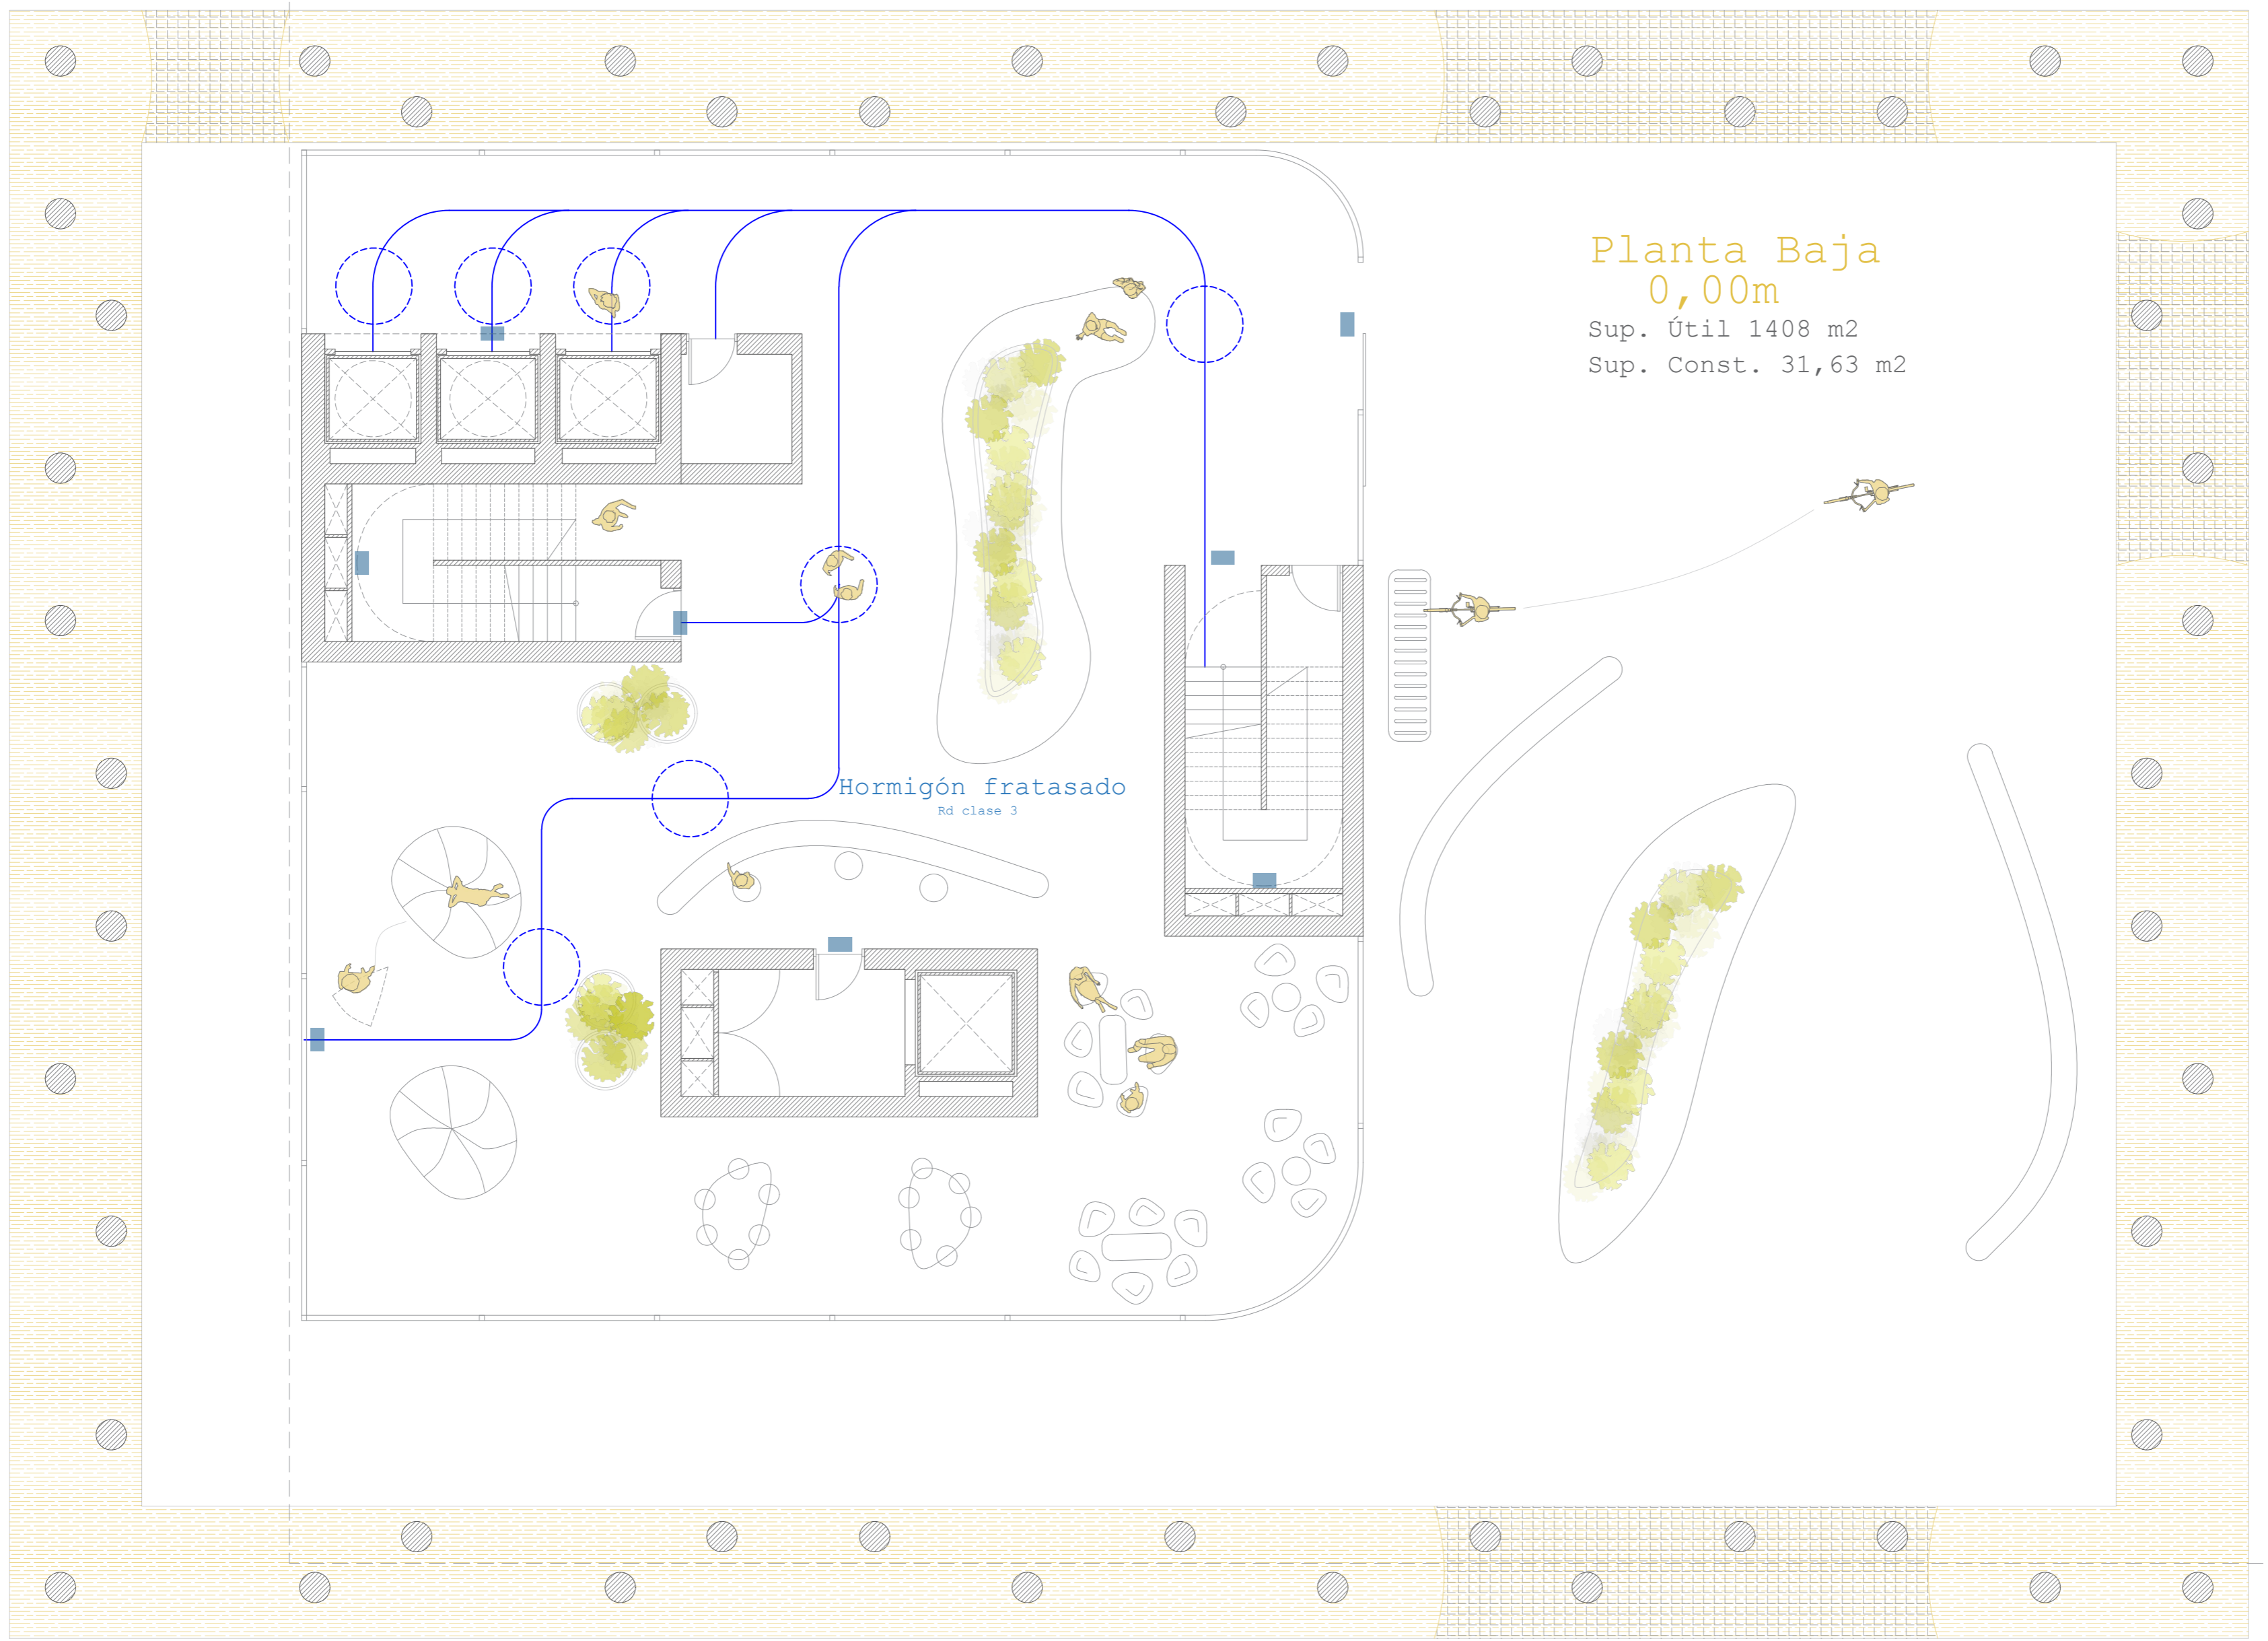 Planta Baja
0,00m
Sup. Útil 1408 m2
Sup. Const. 31,63 m2
Hormigón fratasado
Rd clase 3